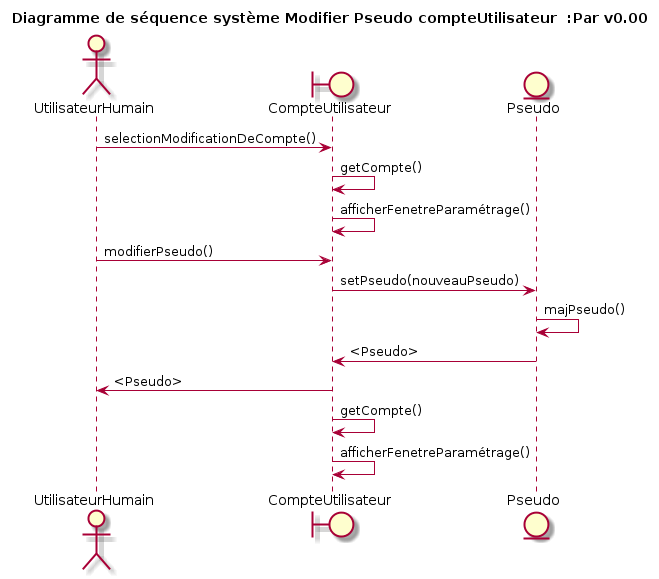 Diagramme de séquence système Modifier Pseudo compteUtilisateur  :Par v0.00
UtilisateurHumain
CompteUtilisateur
Pseudo
selectionModificationDeCompte()
getCompte()
afficherFenetreParamétrage()
modifierPseudo()
setPseudo(nouveauPseudo)
majPseudo()
<Pseudo>
<Pseudo>
getCompte()
afficherFenetreParamétrage()
UtilisateurHumain
CompteUtilisateur
Pseudo